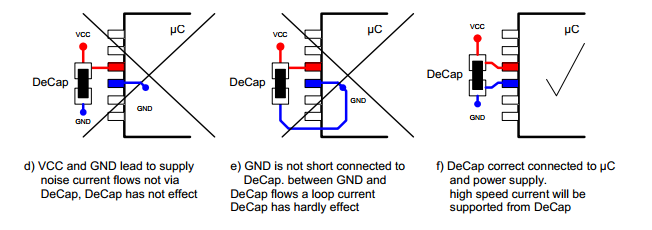 VCC
µC
DeCap
GND
GND
d) VCC and GND lead to supply
noise current flows not via
DeCap, DeCap has not effect
VCC
µC
DeCap
GND
GND
e) GND is not short connected to
DeCap. between GND and
DeCap flows a loop current
DeCap has hardly effect
VCC
µC
DeCap
GND
f) DeCap correct connected to µC
and power supply.
high speed current will be
supported from DeCap